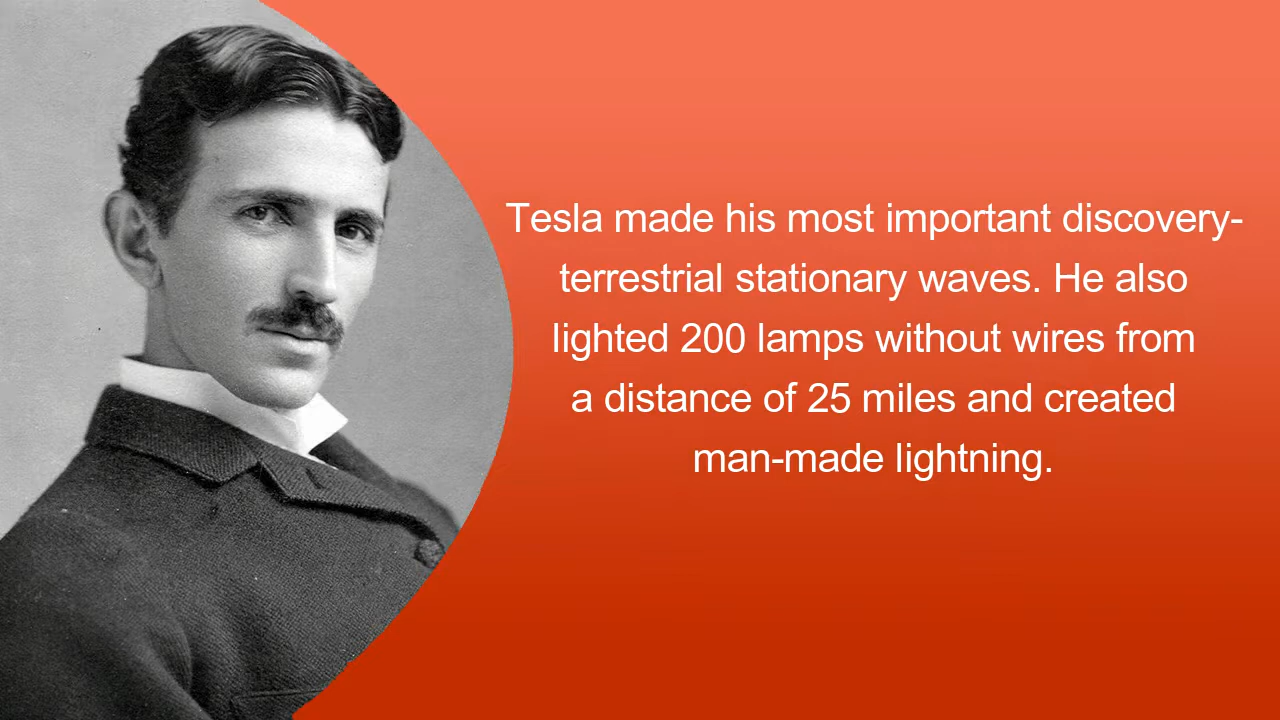 Tesla made his most important discovery-
terrestrial stationary waves. He also
lighted 200 lamps without wires from
a distance of 25 miles and created
man-made lightning.